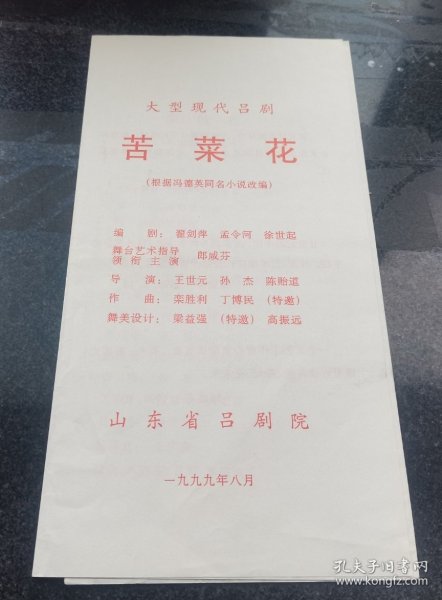 大型现代吕剧
苦菜花
(根据冯德英同名小说改编)
编剧：翟剑萍 孟令河 徐世起
舞台艺术指导
领衔主演 郎咸芬
导演：王世元 孙杰 陈贻道
作曲：栾胜利 丁博民 (特邀)
舞美设计：梁益强 (特邀) 高振远
山东省吕剧院
一九九九年八月
孔夫子旧书网
www.kongfz.com